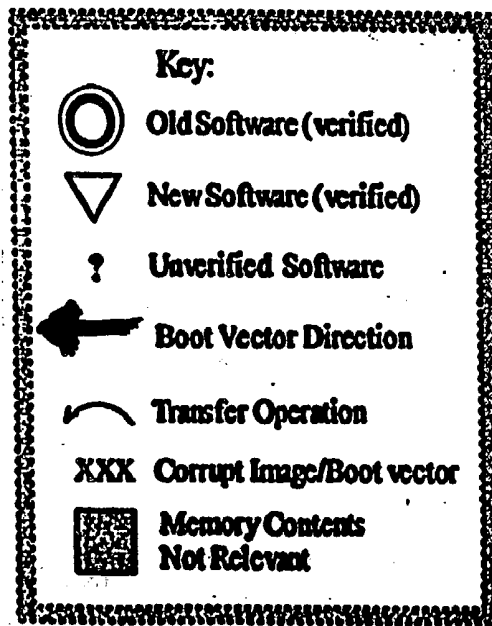 Key:
Old Software (verified)
New Software (verified)
? Unverified Software
Boot Vector Direction
Transfer Operation
XXX Corrupt Image/Boot vector
Memory Contents
Not Relevant